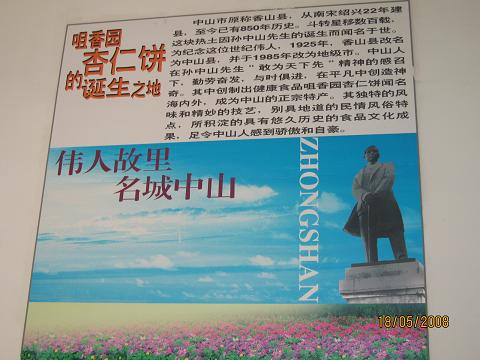 咀香园
杏仁饼
的诞生之地
中山市原称香山县，从南宋绍兴22年建
县，至今已有850年历史。斗转星移数百载，
这块热土因孙中山先生的诞生而闻名于世。
为纪念这位世纪伟人，1925年，香山县改名
为中山县，并于1985年改为地级市。中山人
在孙中山先生“敢为天下先”精神的感召
下，勤劳奋发，与时俱进，在平凡中创造神
奇。其中创制出健康食品咀香园杏仁饼闻名
海内外，成为中山的正宗特产。其独特的风
味和精妙的技艺，别具地道的民情风俗特
点，所积淀的具有悠久历史的食品文化成
果，足令中山人感到骄傲和自豪。
伟人故里
名城中山
ZHONGSHAN
18/05/2008